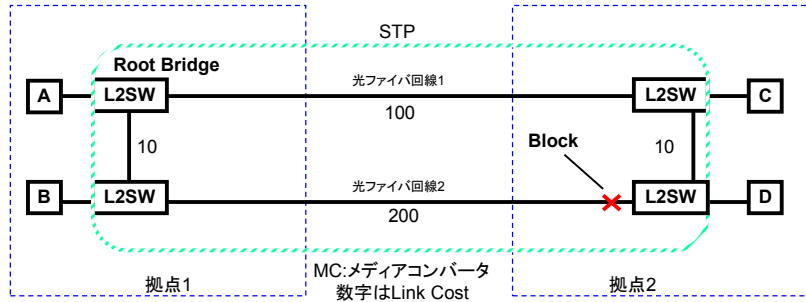 STP
Root Bridge
A
L2SW
光ファイバ回線1
100
L2SW
C
10
Block
10
B
L2SW
光ファイバ回線2
200
L2SW
D
拠点1
MC:メディアコンバータ
数字はLink Cost
拠点2